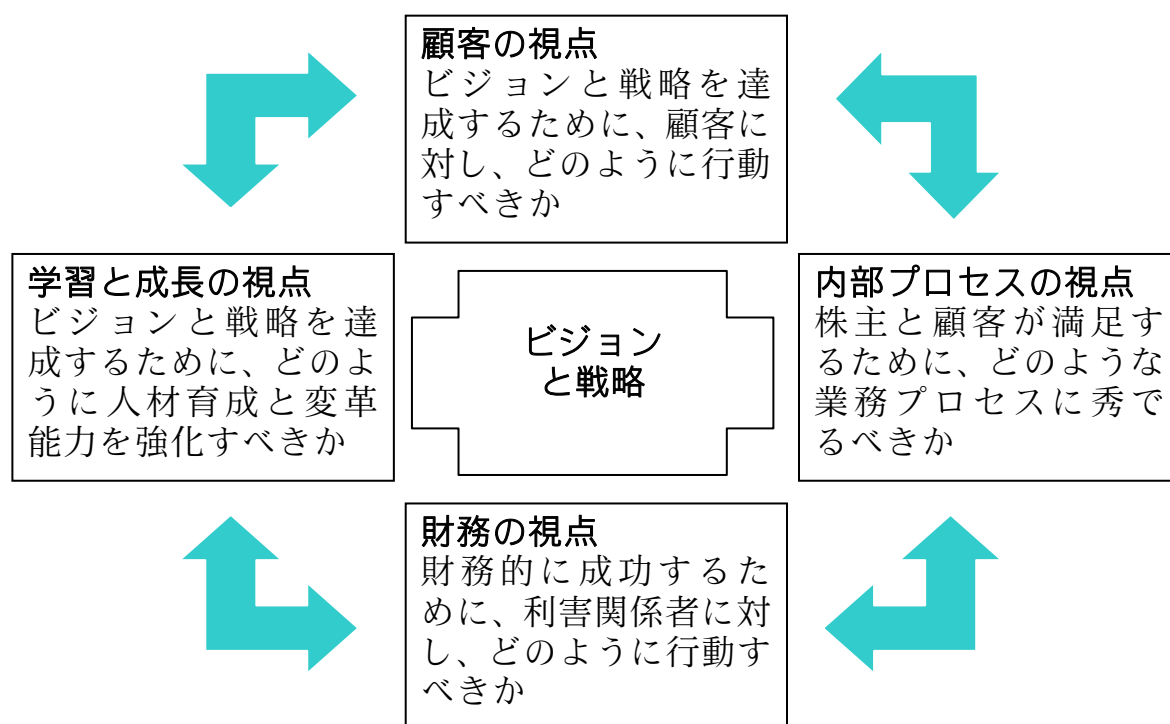 顧客の視点
ビジョンと戦略を達
成するために、顧客に
対し、どのように行動
すべきか
学習と成長の視点
ビジョンと戦略を達
成するために、どのよ
うに人材育成と変革
能力を強化すべきか
ビジョン
と戦略
内部プロセスの視点
株主と顧客が満足す
るために、どのような
業務プロセスに秀で
るべきか
財務の視点
財務的に成功するた
めに、利害関係者に対
し、どのように行動す
べきか